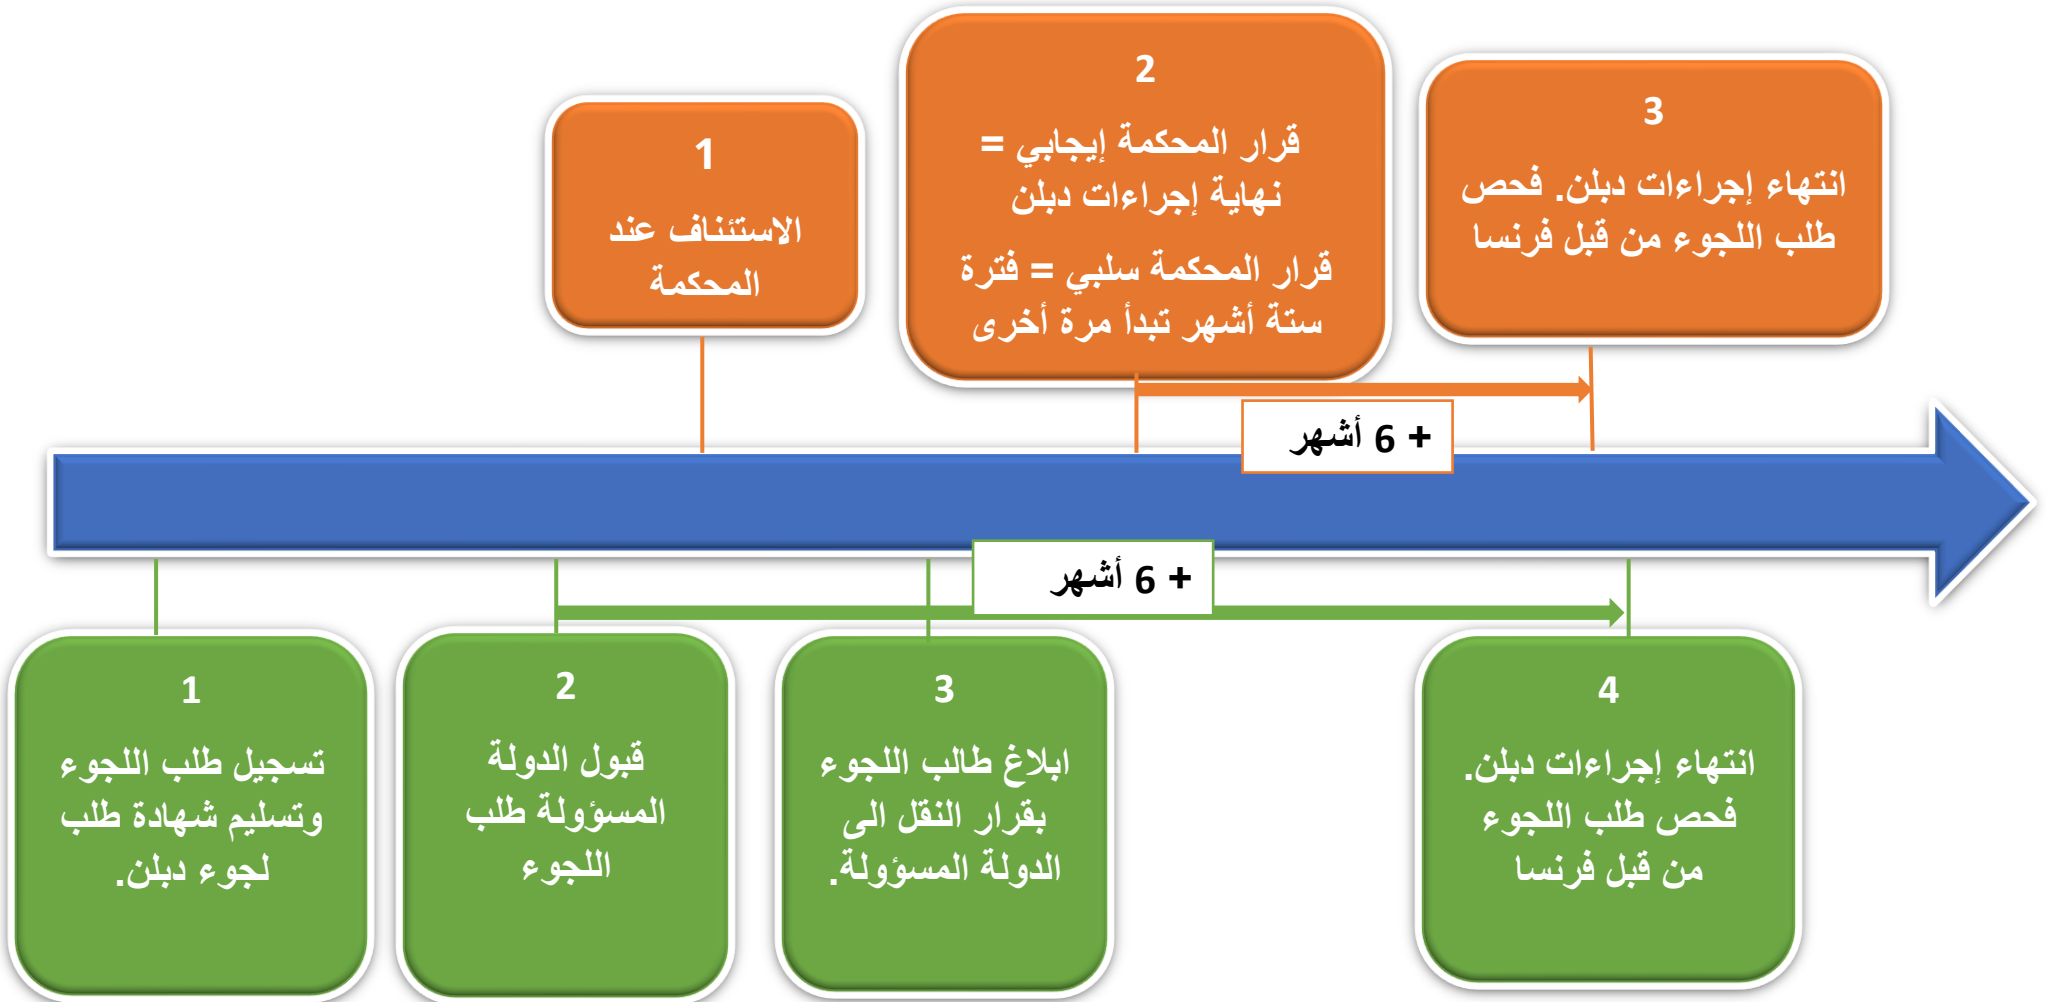 1
الاستئناف عند
المحكمة
2
قرار المحكمة إيجابي =
نهاية إجراءات دبلن
قرار المحكمة سلبي = فترة
ستة أشهر تبدأ مرة أخرى
3
انتهاء إجراءات دبلن. فحص
طلب اللجوء من قبل فرنسا
+ 6 أشهر
+ 6 أشهر
1
تسجيل طلب اللجوء
وتسليم شهادة طلب
لجوء دبلن.
2
قبول الدولة
المسؤولة طلب
اللجوء
3
ابلاغ طالب اللجوء
بقرار النقل الى
الدولة المسؤولة.
4
انتهاء إجراءات دبلن.
فحص طلب اللجوء
من قبل فرنسا